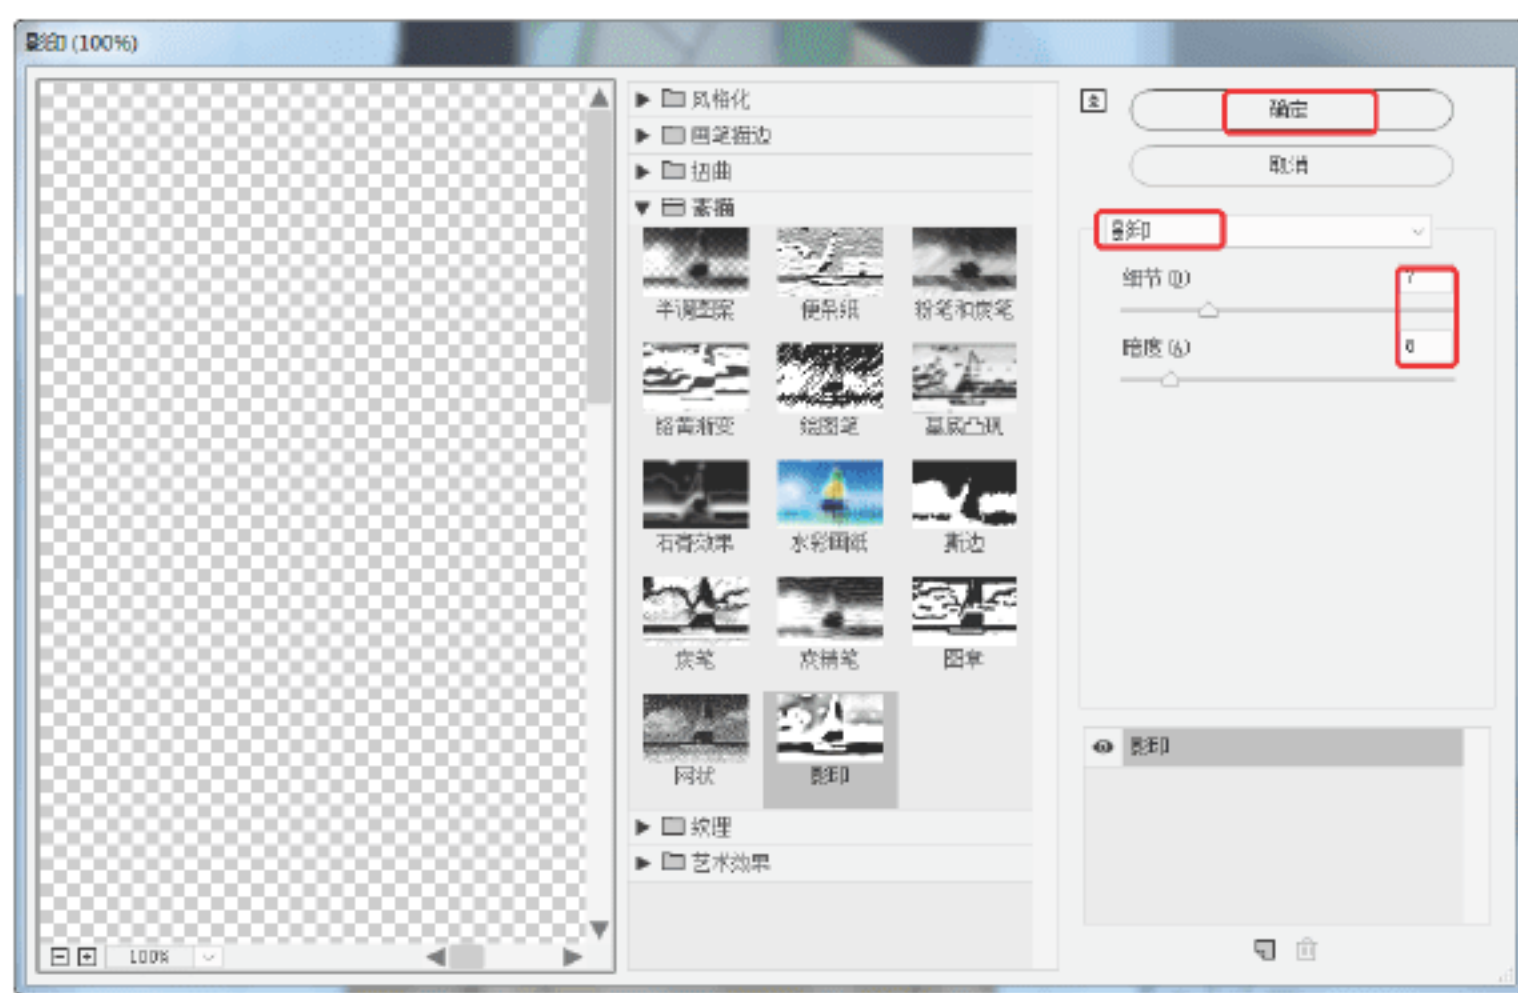 影印 (100%)
风格化
画笔描边
扭曲
素描
半调图案
便条纸
粉笔和炭笔
铬黄渐变
绘图笔
基底凸现
石膏效果
水彩画纸
撕边
炭笔
炭精笔
图章
网状
影印
纹理
艺术效果
100%
确定
取消
影印
细节 (D)
7
暗度 (A)
8
影印